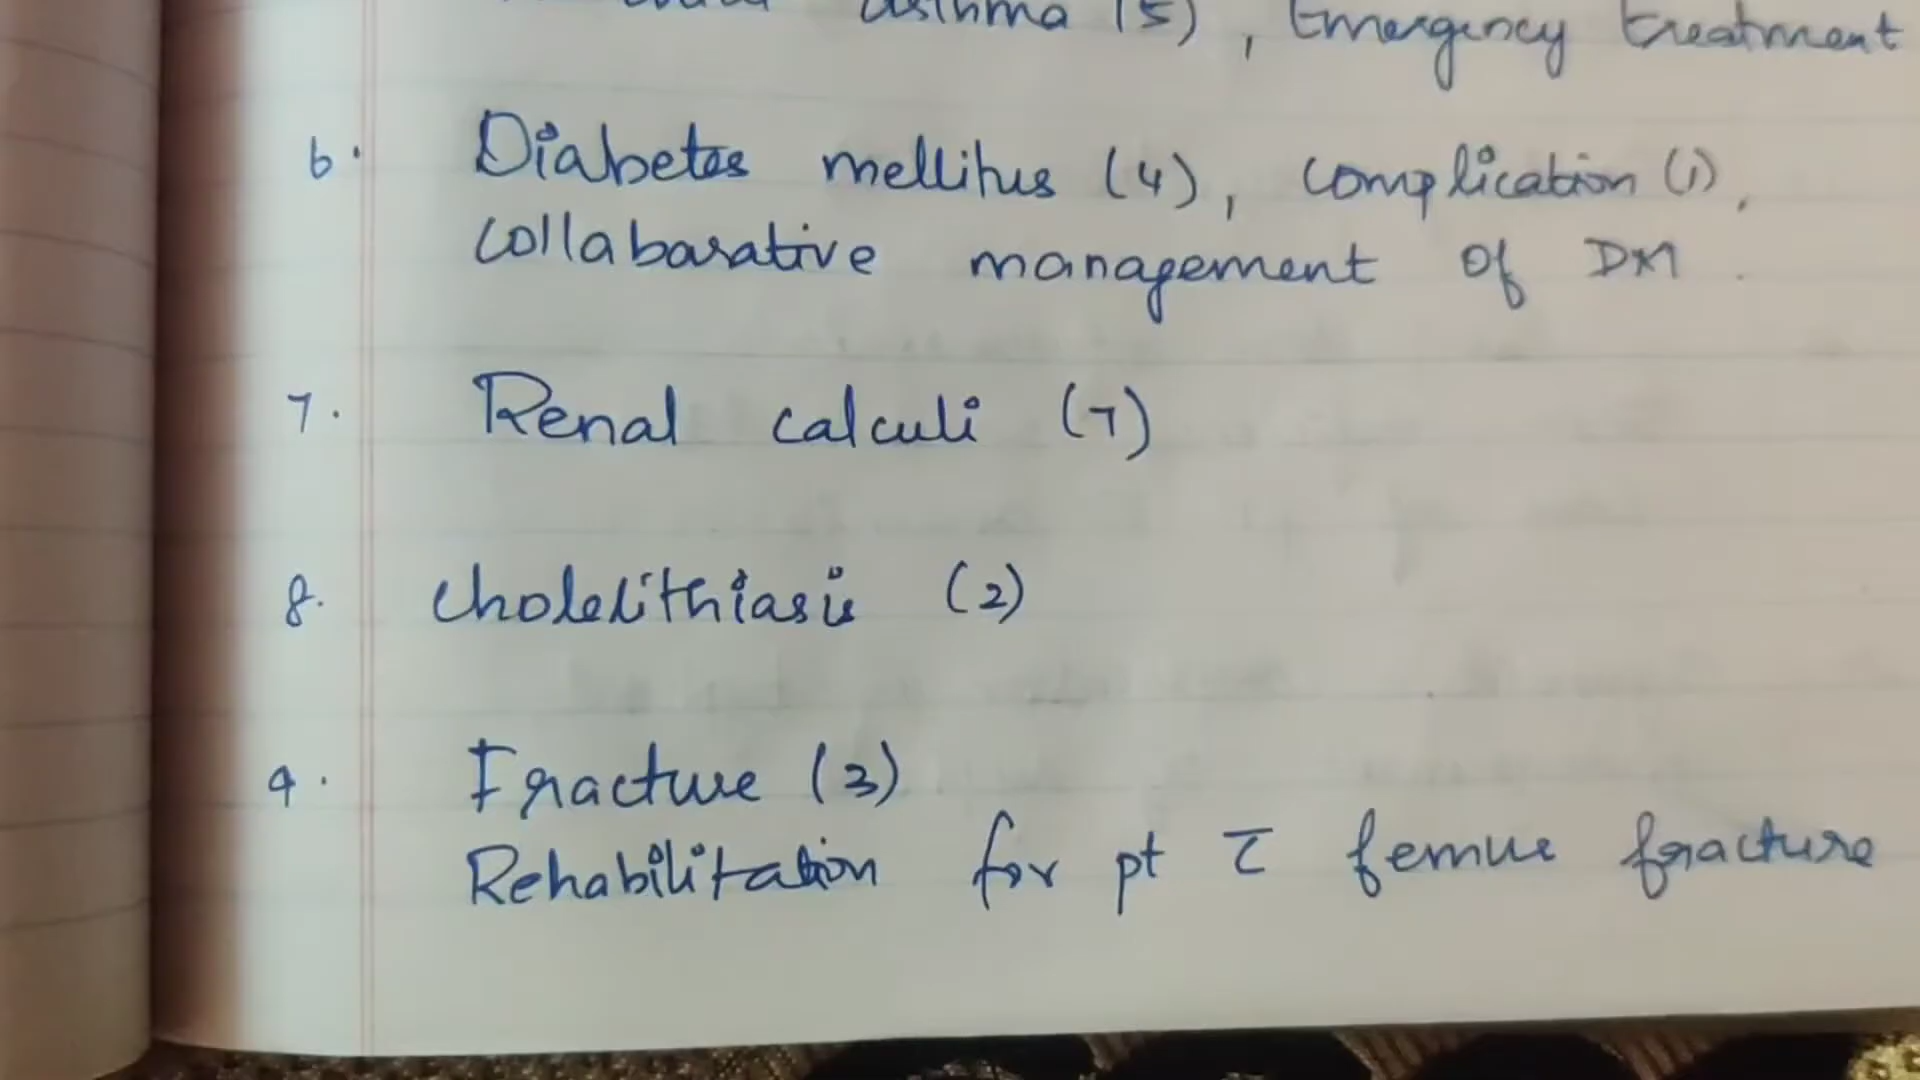 asthma (5), Emergency treatment
6. Diabetes mellitus (4), complication (1),
collabarative management of DM.
7. Renal calculi (7)
8. Cholelithiasis (2)
9. Fracture (3)
Rehabilitation for pt c̄ femur fracture